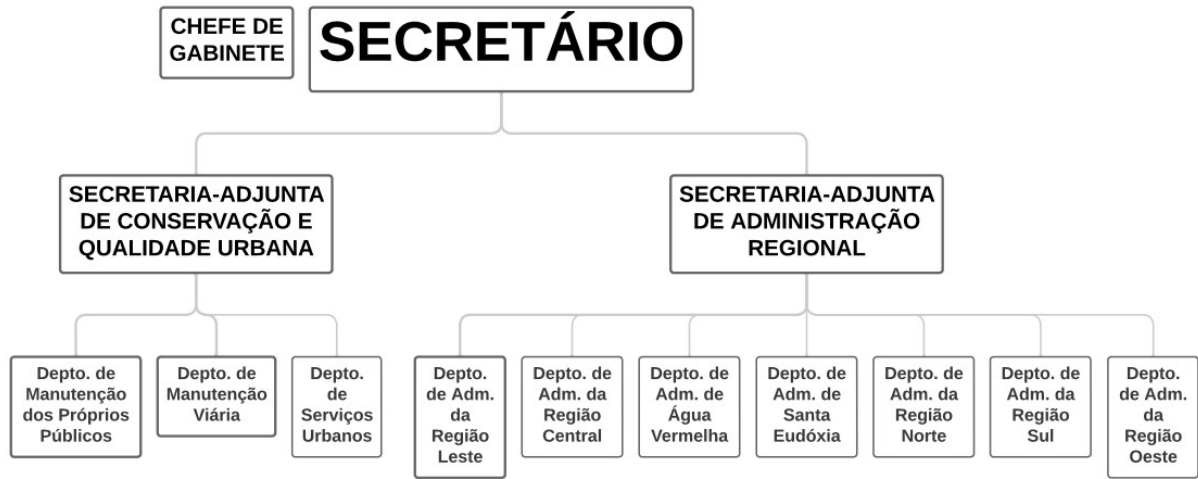 CHEFE DE
GABINETE
SECRETÁRIO
SECRETARIA-ADJUNTA
DE CONSERVAÇÃO E
QUALIDADE URBANA
SECRETARIA-ADJUNTA
DE ADMINISTRAÇÃO
REGIONAL
Depto. de
Manutenção
dos Próprios
Públicos
Depto. de
Manutenção
Viária
Depto.
de
Serviços
Urbanos
Depto.
de Adm.
da
Região
Leste
Depto. de
Adm. da
Região
Central
Depto. de
Adm. de
Água
Vermelha
Depto. de
Adm. de
Santa
Eudóxia
Depto. de
Adm. da
Região
Norte
Depto. de
Adm. da
Região
Sul
Depto.
de Adm.
da
Região
Oeste